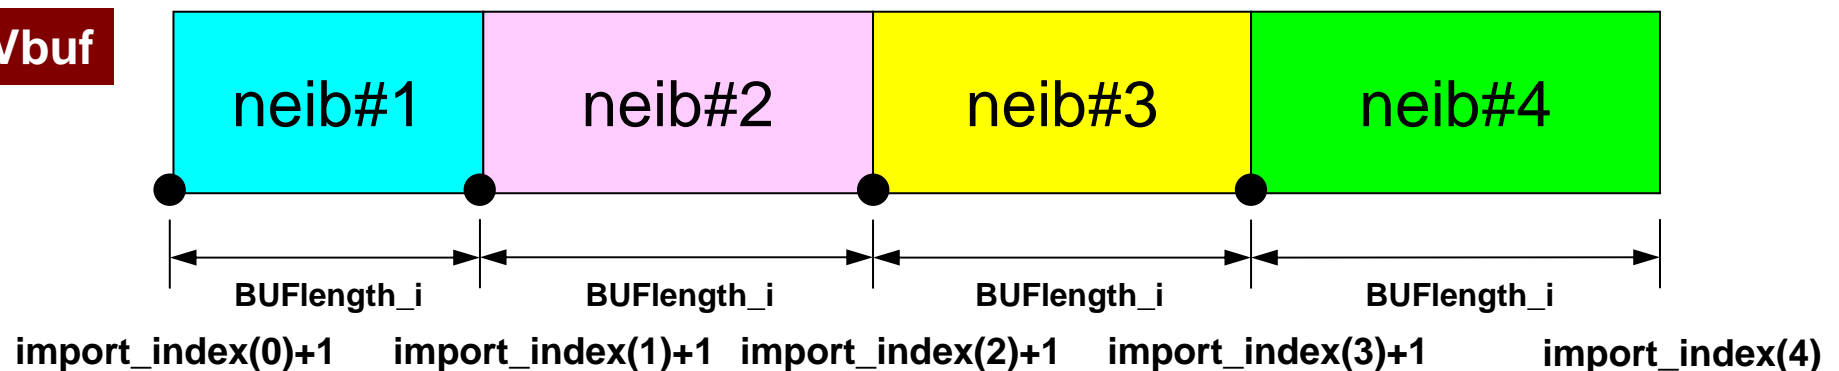 Vbuf
neib#1 neib#2 neib#3 neib#4
BUFlength_i BUFlength_i BUFlength_i BUFlength_i
import_index(0)+1 import_index(1)+1 import_index(2)+1 import_index(3)+1 import_index(4)